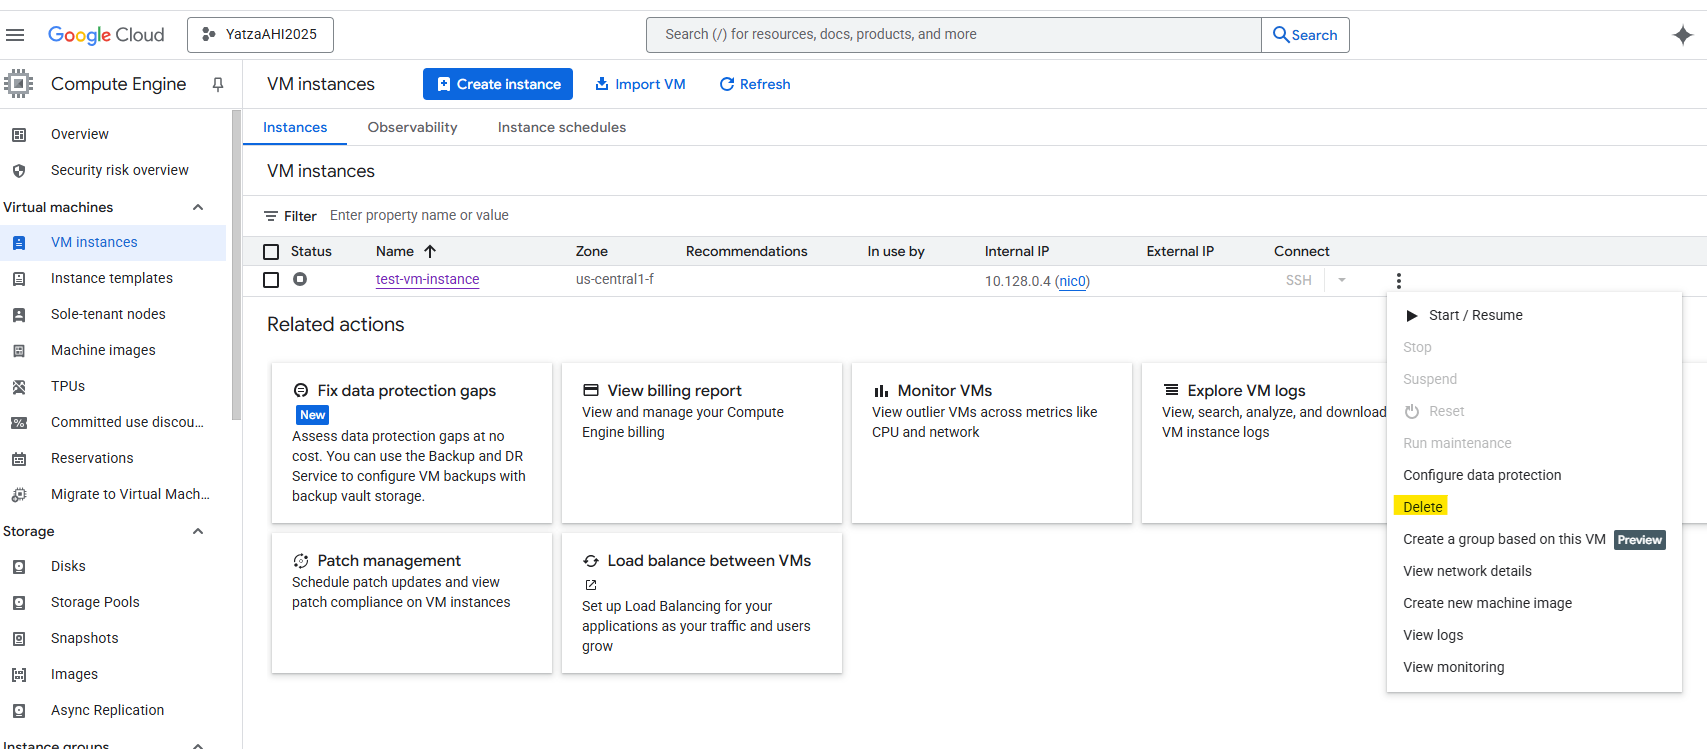 Google Cloud
YatzaAHI2025
Search (/) for resources, docs, products, and more
Search
Compute Engine
VM instances
Create instance
Import VM
Refresh
Overview
Security risk overview
Virtual machines
VM instances
Instance templates
Sole-tenant nodes
Machine images
TPUs
Committed use discou...
Reservations
Migrate to Virtual Mach...
Storage
Disks
Storage Pools
Snapshots
Images
Async Replication
Instance groups
Instances
Observability
Instance schedules
VM instances
Filter
Enter property name or value
Status
Name
Zone
Recommendations
In use by
Internal IP
External IP
Connect
test-vm-instance
us-central1-f
10.128.0.4 (nic0)
SSH
Related actions
Fix data protection gaps
New
Assess data protection gaps at no
cost. You can use the Backup and DR
Service to configure VM backups with
backup vault storage.
View billing report
View and manage your Compute
Engine billing
Monitor VMs
View outlier VMs across metrics like
CPU and network
Explore VM logs
View, search, analyze, and download
VM instance logs
Patch management
Schedule patch updates and view
patch compliance on VM instances
Load balance between VMs
Set up Load Balancing for your
applications as your traffic and users
grow
Start / Resume
Stop
Suspend
Reset
Run maintenance
Configure data protection
Delete
Create a group based on this VM Preview
View network details
Create new machine image
View logs
View monitoring